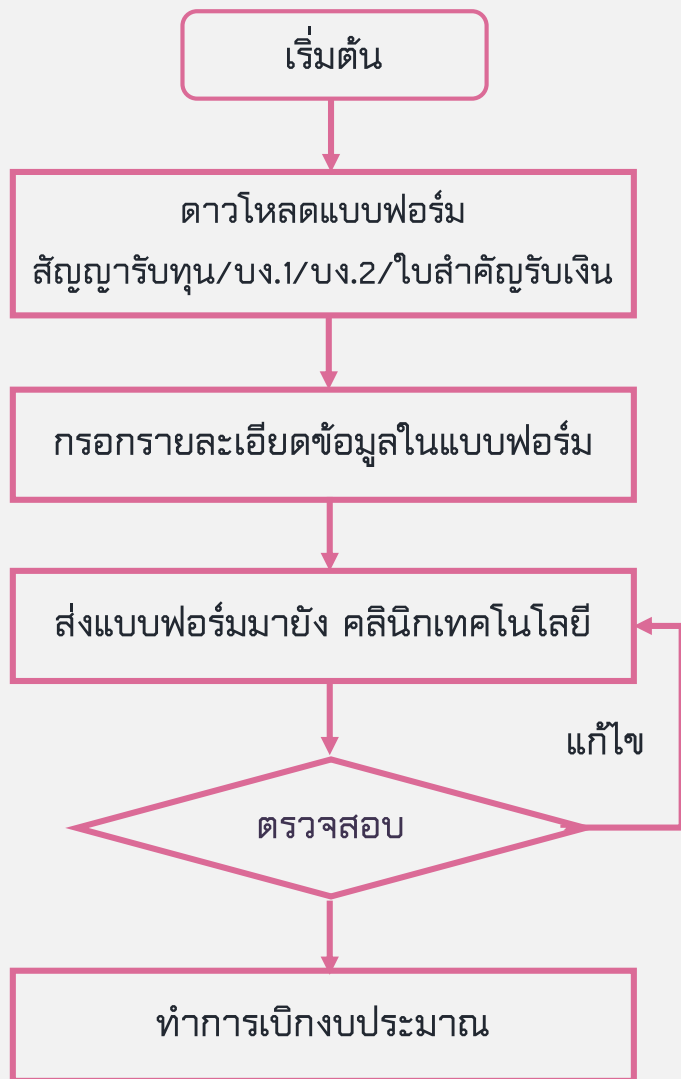 เริ่มต้น
ดาวโหลดแบบฟอร์ม
สัญญารับทุน/บง.1/บง.2/ใบสำคัญรับเงิน
กรอกรายละเอียดข้อมูลในแบบฟอร์ม
ส่งแบบฟอร์มมายัง คลินิกเทคโนโลยี
แก้ไข
ตรวจสอบ
ทำการเบิกงบประมาณ